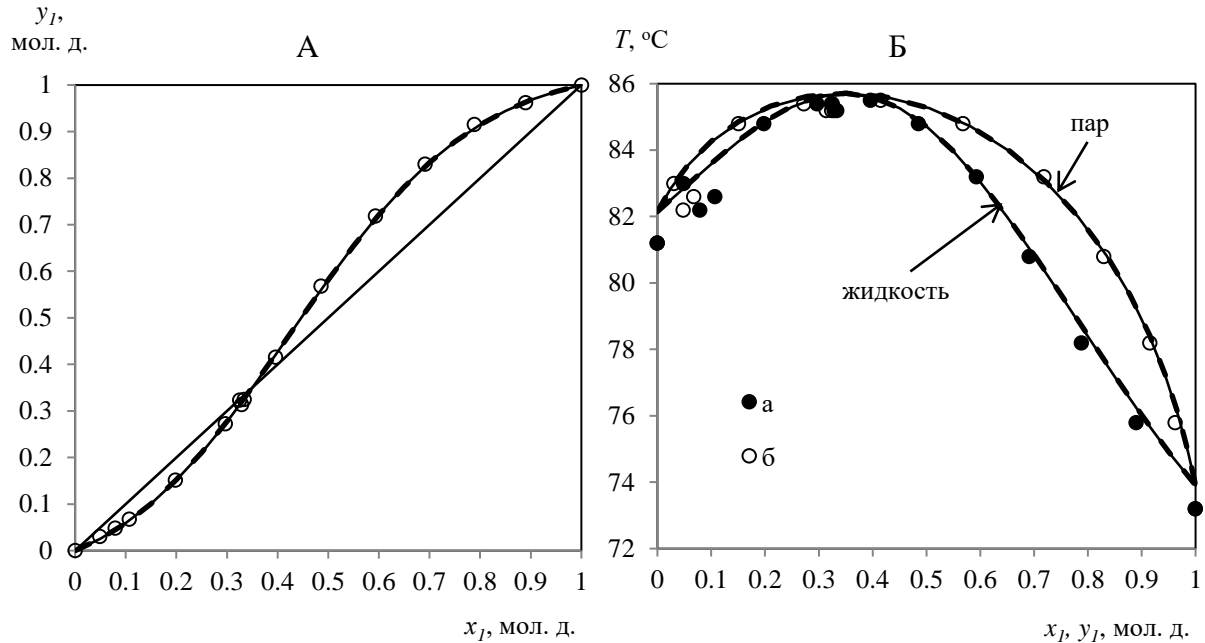 y₁,
мол. д.
А
1
0.9
0.8
0.7
0.6
0.5
0.4
0.3
0.2
0.1
0
0 0.1 0.2 0.3 0.4 0.5 0.6 0.7 0.8 0.9 1
x₁, мол. д.
T, °C
Б
86
84
82
80
78
76
74
72
пар
жидкость
а
б
0 0.1 0.2 0.3 0.4 0.5 0.6 0.7 0.8 0.9 1
x₁, y₁, мол. д.